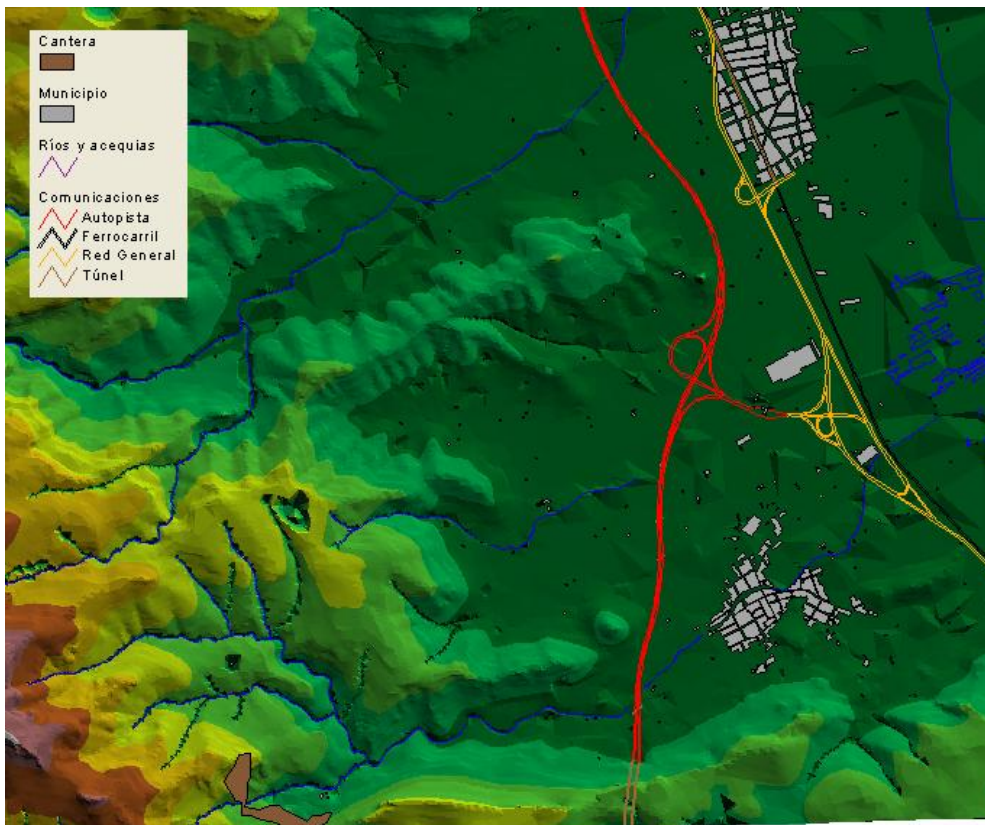 Cantera
Municipio
Ríos y acequias
Comunicaciones
Autopista
Ferrocarril
Red General
Túnel